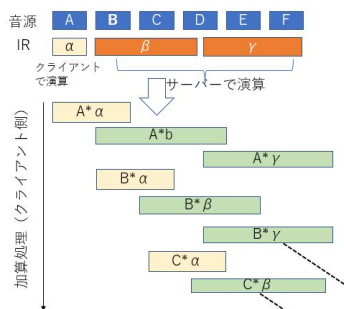 音源 A B C D E F
IR α β γ
クライアント
で演算
サーバーで演算
加算処理(クライアント側)
A* α
A*b
A* γ
B* α
B* β
B* γ
C* α
C* β